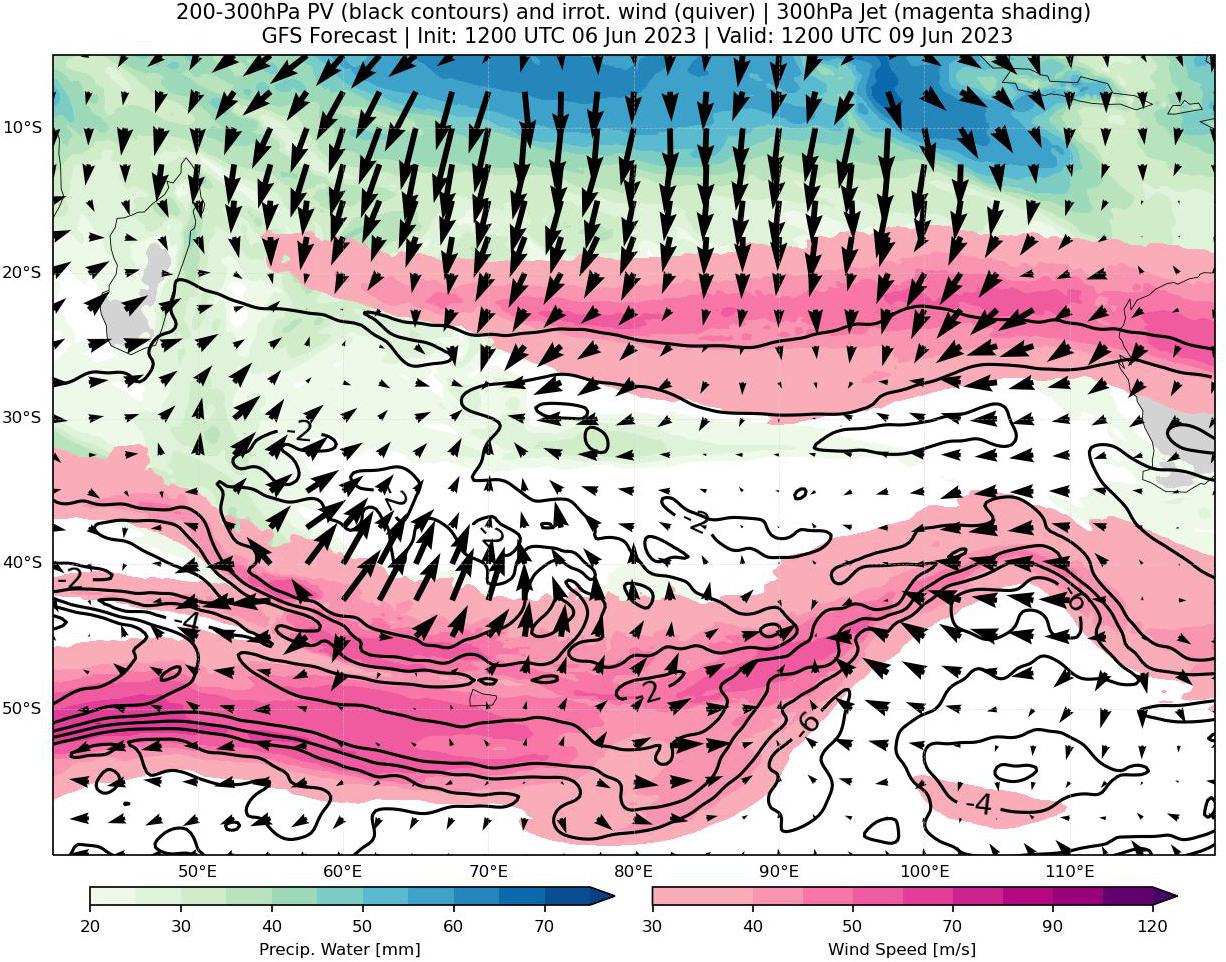 200-300hPa PV (black contours) and irrot. wind (quiver) | 300hPa Jet (magenta shading)
GFS Forecast | Init: 1200 UTC 06 Jun 2023 | Valid: 1200 UTC 09 Jun 2023
10°S
20°S
30°S
-2
-2
-2
-2
40°S
-2
-6
-4
-2
50°S
-6
-4
50°E 60°E 70°E 80°E 90°E 100°E 110°E
20 30 40 50 60 70
30 40 50 70 90 120
Precip. Water [mm] Wind Speed [m/s]